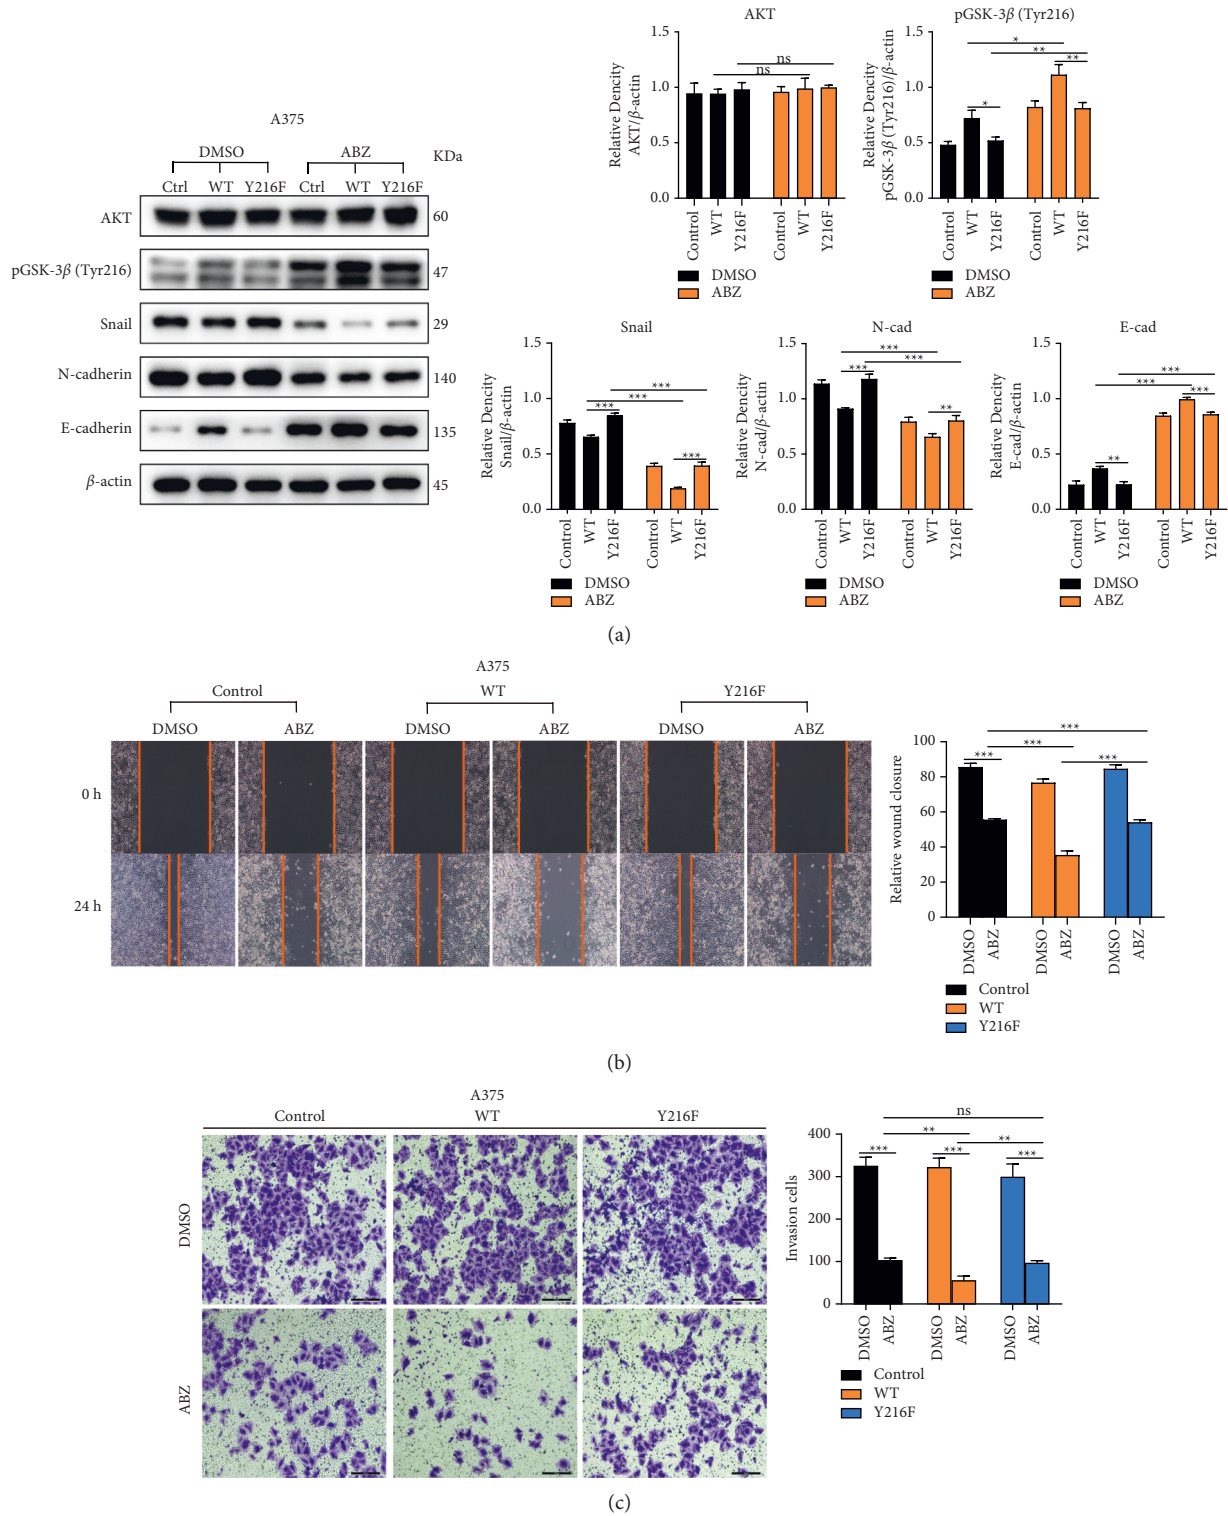 A375
DMSO ABZ KDa
Ctrl WT Y216F Ctrl WT Y216F
AKT 60
pGSK-3β (Tyr216) 47
Snail 29
N-cadherin 140
E-cadherin 135
β-actin 45
AKT
Relative Dencity
AKT/β-actin
1.5
1.0
0.5
0.0
ns
ns
Control WT Y216F Control WT Y216F
DMSO
ABZ
pGSK-3β (Tyr216)
Relative Dencity
pGSK-3β (Tyr216)/β-actin
1.5
1.0
0.5
0.0
*
**
**
*
Control WT Y216F Control WT Y216F
DMSO
ABZ
Snail
Relative Dencity
Snail/β-actin
1.5
1.0
0.5
0.0
***
***
***
***
Control WT Y216F Control WT Y216F
DMSO
ABZ
N-cad
Relative Dencity
N-cad/β-actin
1.5
1.0
0.5
0.0
***
***
***
**
Control WT Y216F Control WT Y216F
DMSO
ABZ
E-cad
Relative Dencity
E-cad/β-actin
1.5
1.0
0.5
0.0
***
***
***
**
Control WT Y216F Control WT Y216F
DMSO
ABZ
(a)
A375
Control WT Y216F
DMSO ABZ DMSO ABZ DMSO ABZ
0 h
24 h
Relative wound closure
100
80
60
40
20
0
***
***
***
***
DMSO ABZ DMSO ABZ DMSO ABZ
Control
WT
Y216F
(b)
A375
Control WT Y216F
DMSO
ABZ
Invasion cells
400
300
200
100
0
ns
**
**
*** *** ***
DMSO ABZ DMSO ABZ DMSO ABZ
Control
WT
Y216F
(c)